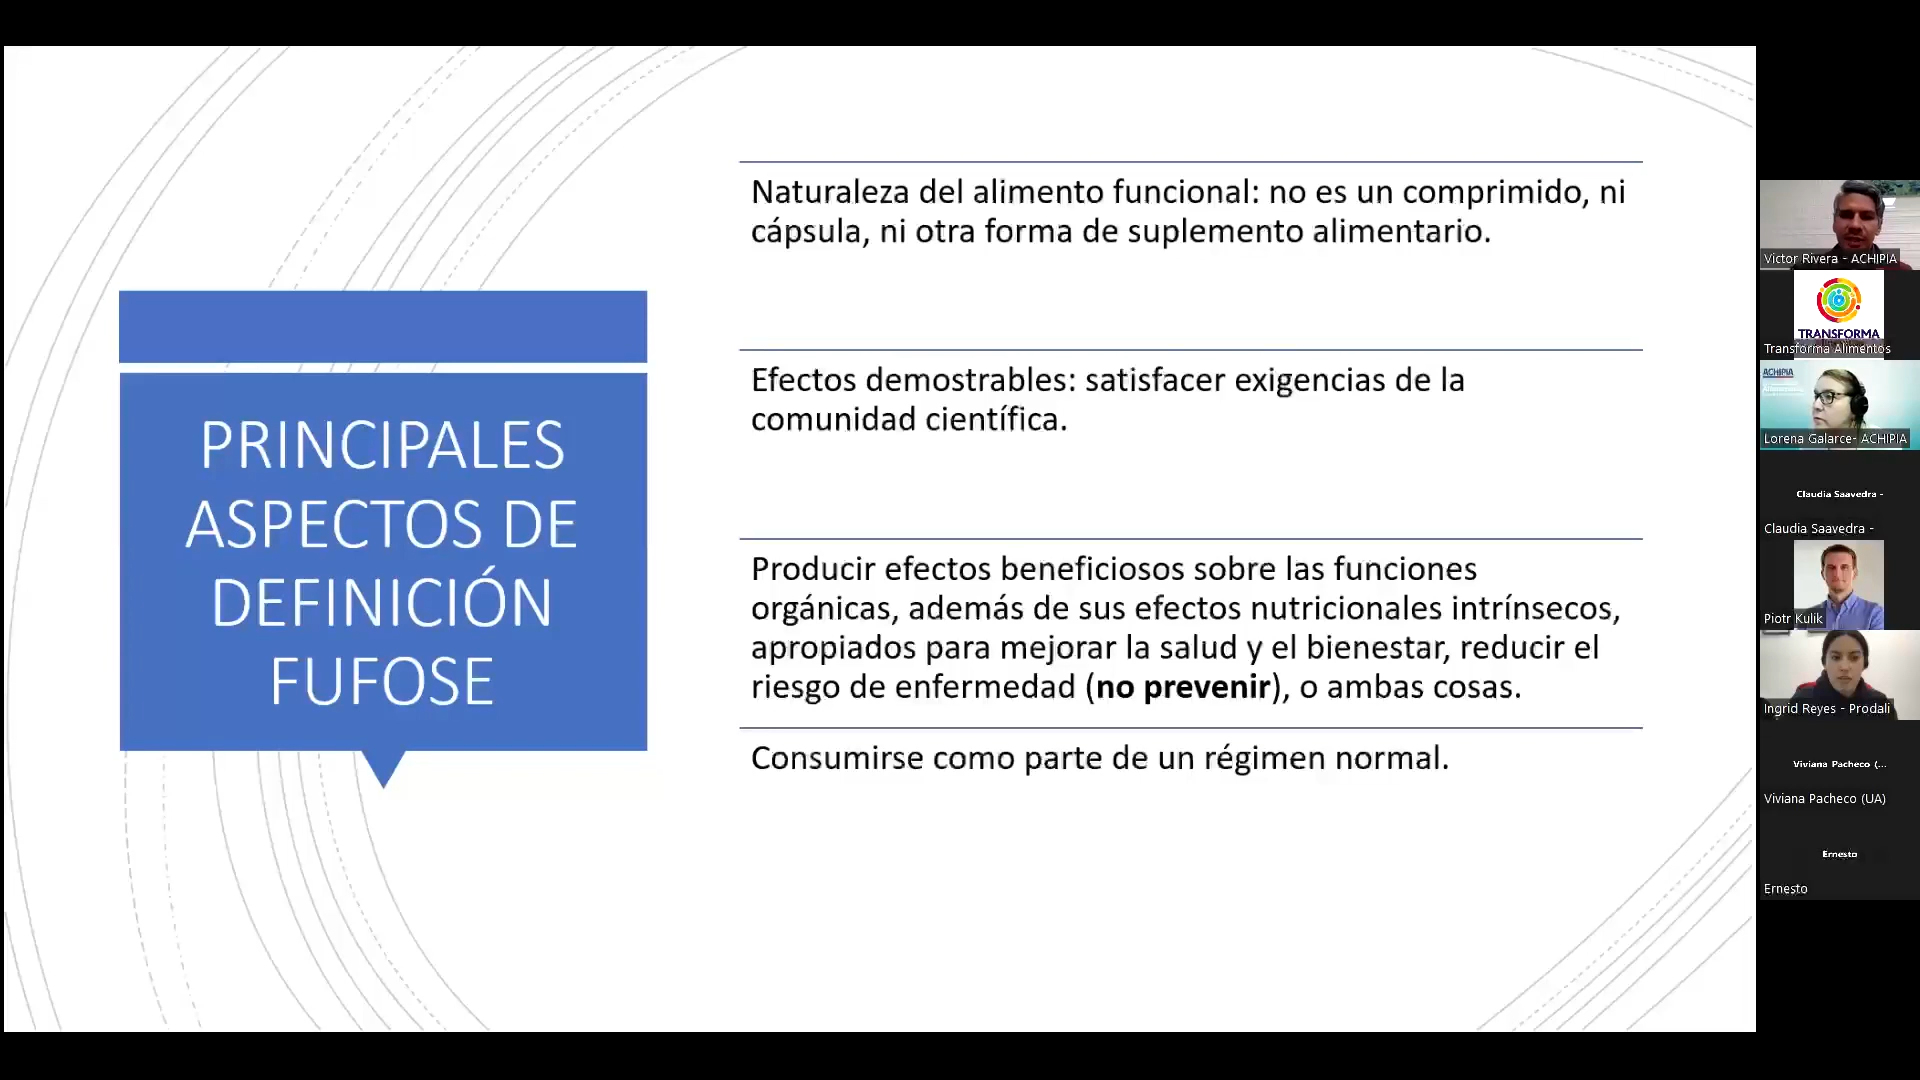 PRINCIPALES
ASPECTOS DE
DEFINICIÓN
FUFOSE
Naturaleza del alimento funcional: no es un comprimido, ni
cápsula, ni otra forma de suplemento alimentario.
Efectos demostrables: satisfacer exigencias de la
comunidad científica.
Producir efectos beneficiosos sobre las funciones
orgánicas, además de sus efectos nutricionales intrínsecos,
apropiados para mejorar la salud y el bienestar, reducir el
riesgo de enfermedad (no prevenir), o ambas cosas.
Consumirse como parte de un régimen normal.
Victor Rivera - ACHIPIA
TRANSFORMA
Transforma Alimentos
ACHIPIA
Lorena Galarce- ACHIPIA
Claudia Saavedra -
Claudia Saavedra -
Piotr Kulik
Ingrid Reyes - Prodali
Viviana Pacheco (...
Viviana Pacheco (UA)
Ernesto
Ernesto